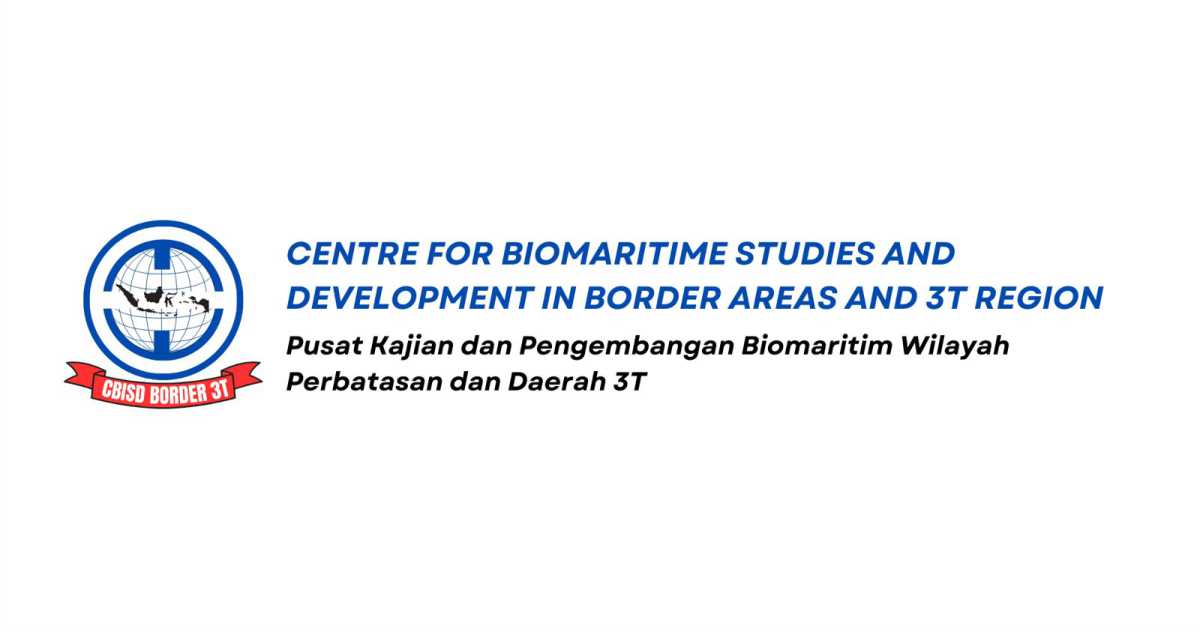 CENTRE FOR BIOMARITIME STUDIES AND
DEVELOPMENT IN BORDER AREAS AND 3T REGION
Pusat Kajian dan Pengembangan Biomaritim Wilayah
Perbatasan dan Daerah 3T
CBISD BORDER 3T